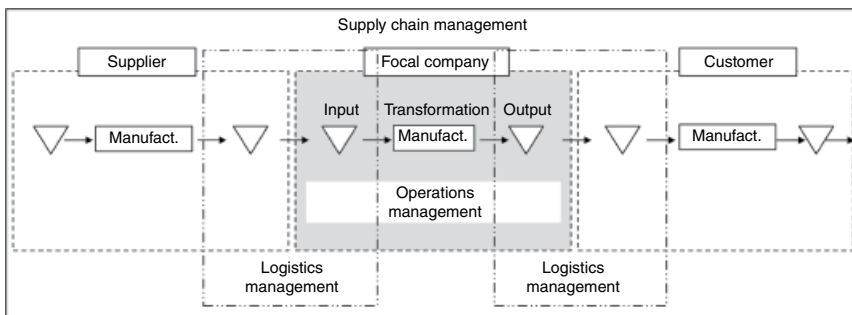 Supply chain management
Supplier
Focal company
Customer
Input
Transformation
Output
Manufact.
Manufact.
Manufact.
Operations
management
Logistics
management
Logistics
management